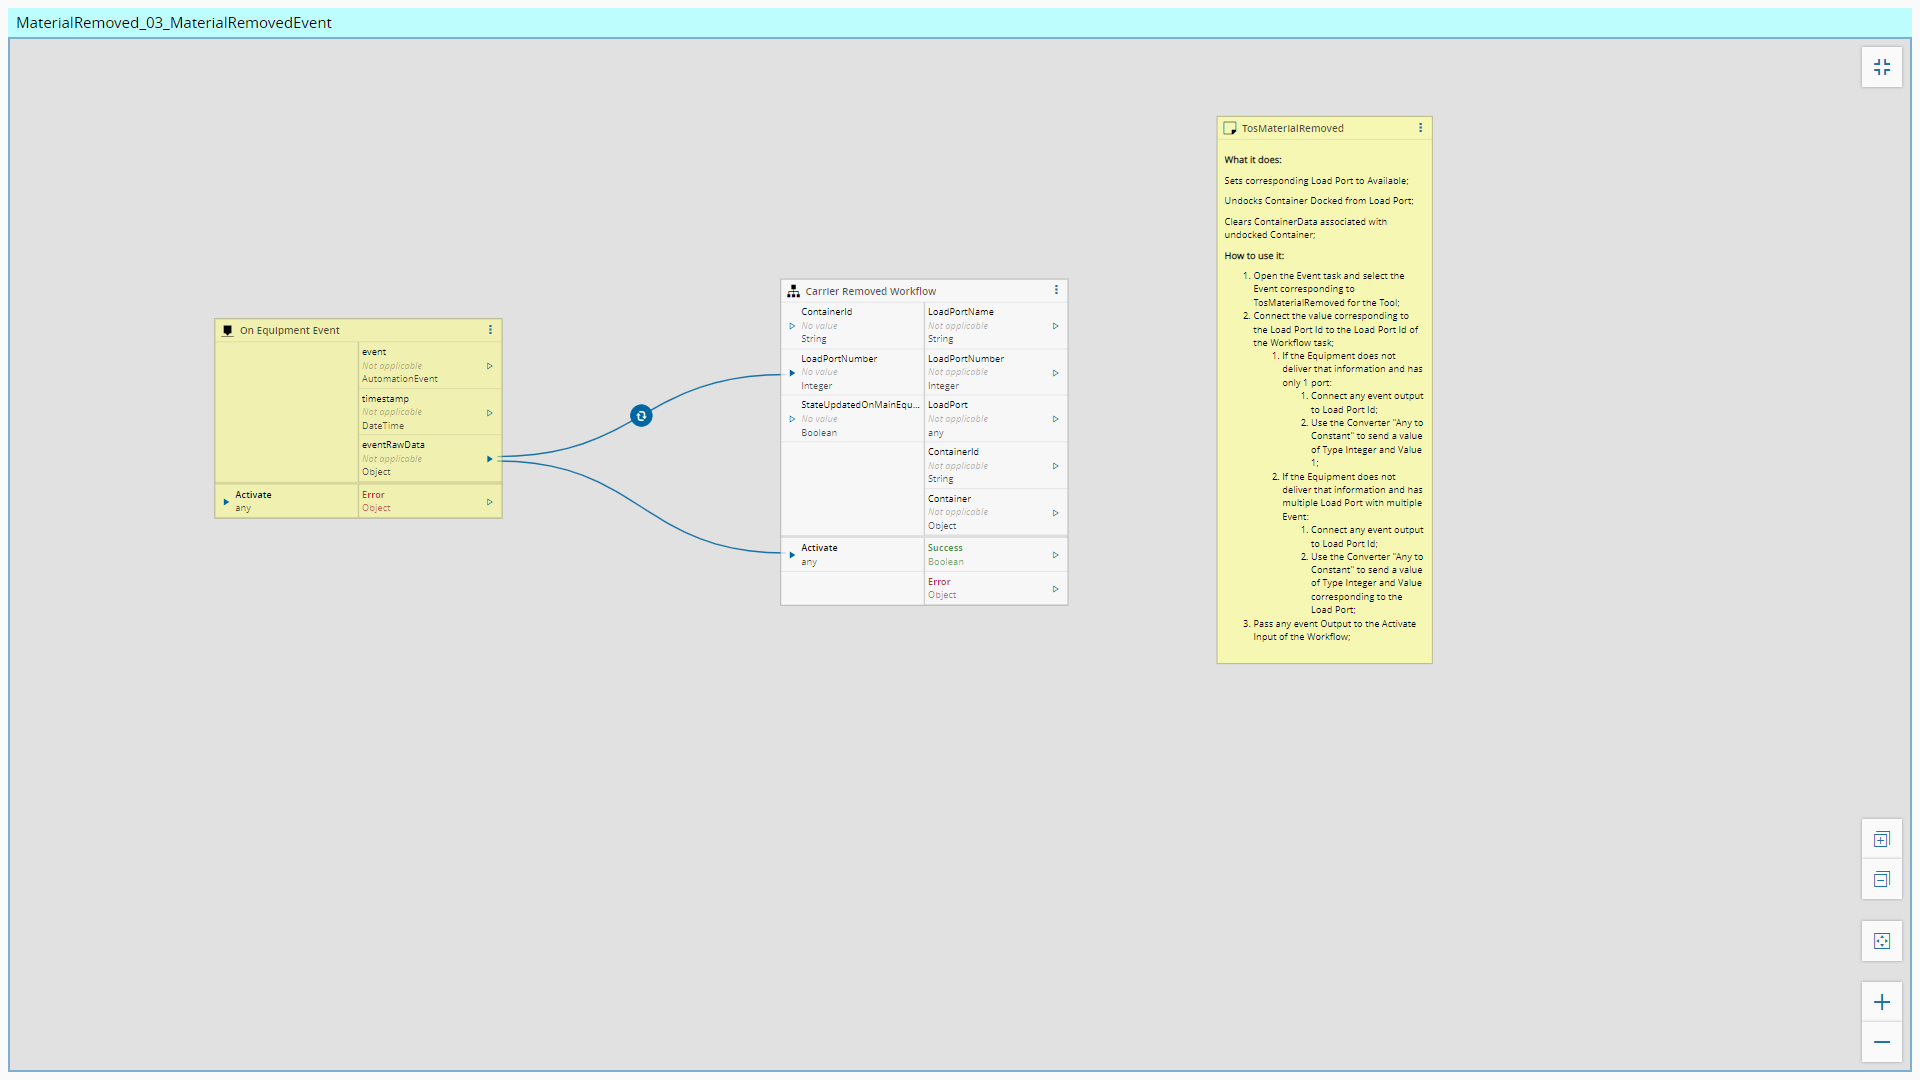 MaterialRemoved_03_MaterialRemovedEvent
On Equipment Event
event
Not applicable
AutomationEvent
timestamp
Not applicable
DateTime
eventRawData
Not applicable
Object
Activate
any
Error
Object
Carrier Removed Workflow
ContainerId
No value
String
LoadPortNumber
No value
Integer
StateUpdatedOnMainEqu...
No value
Boolean
LoadPortName
Not applicable
String
LoadPortNumber
Not applicable
Integer
LoadPort
Not applicable
any
ContainerId
Not applicable
String
Container
Not applicable
Object
Activate
any
Success
Boolean
Error
Object
TosMaterialRemoved
What it does:
Sets corresponding Load Port to Available;
Undocks Container Docked from Load Port;
Clears ContainerData associated with
undocked Container;
How to use it:
1. Open the Event task and select the
Event corresponding to
TosMaterialRemoved for the Tool;
2. Connect the value corresponding to
the Load Port Id to the Load Port Id of
the Workflow task;
1. If the Equipment does not
deliver that information and has
only 1 port:
1. Connect any event output
to Load Port Id;
2. Use the Converter "Any to
Constant" to send a value
of Type Integer and Value
1;
2. If the Equipment does not
deliver that information and has
multiple Load Port with multiple
Event:
1. Connect any event output
to Load Port Id;
2. Use the Converter "Any to
Constant" to send a value
of Type Integer and Value
corresponding to the
Load Port;
3. Pass any event Output to the Activate
Input of the Workflow;